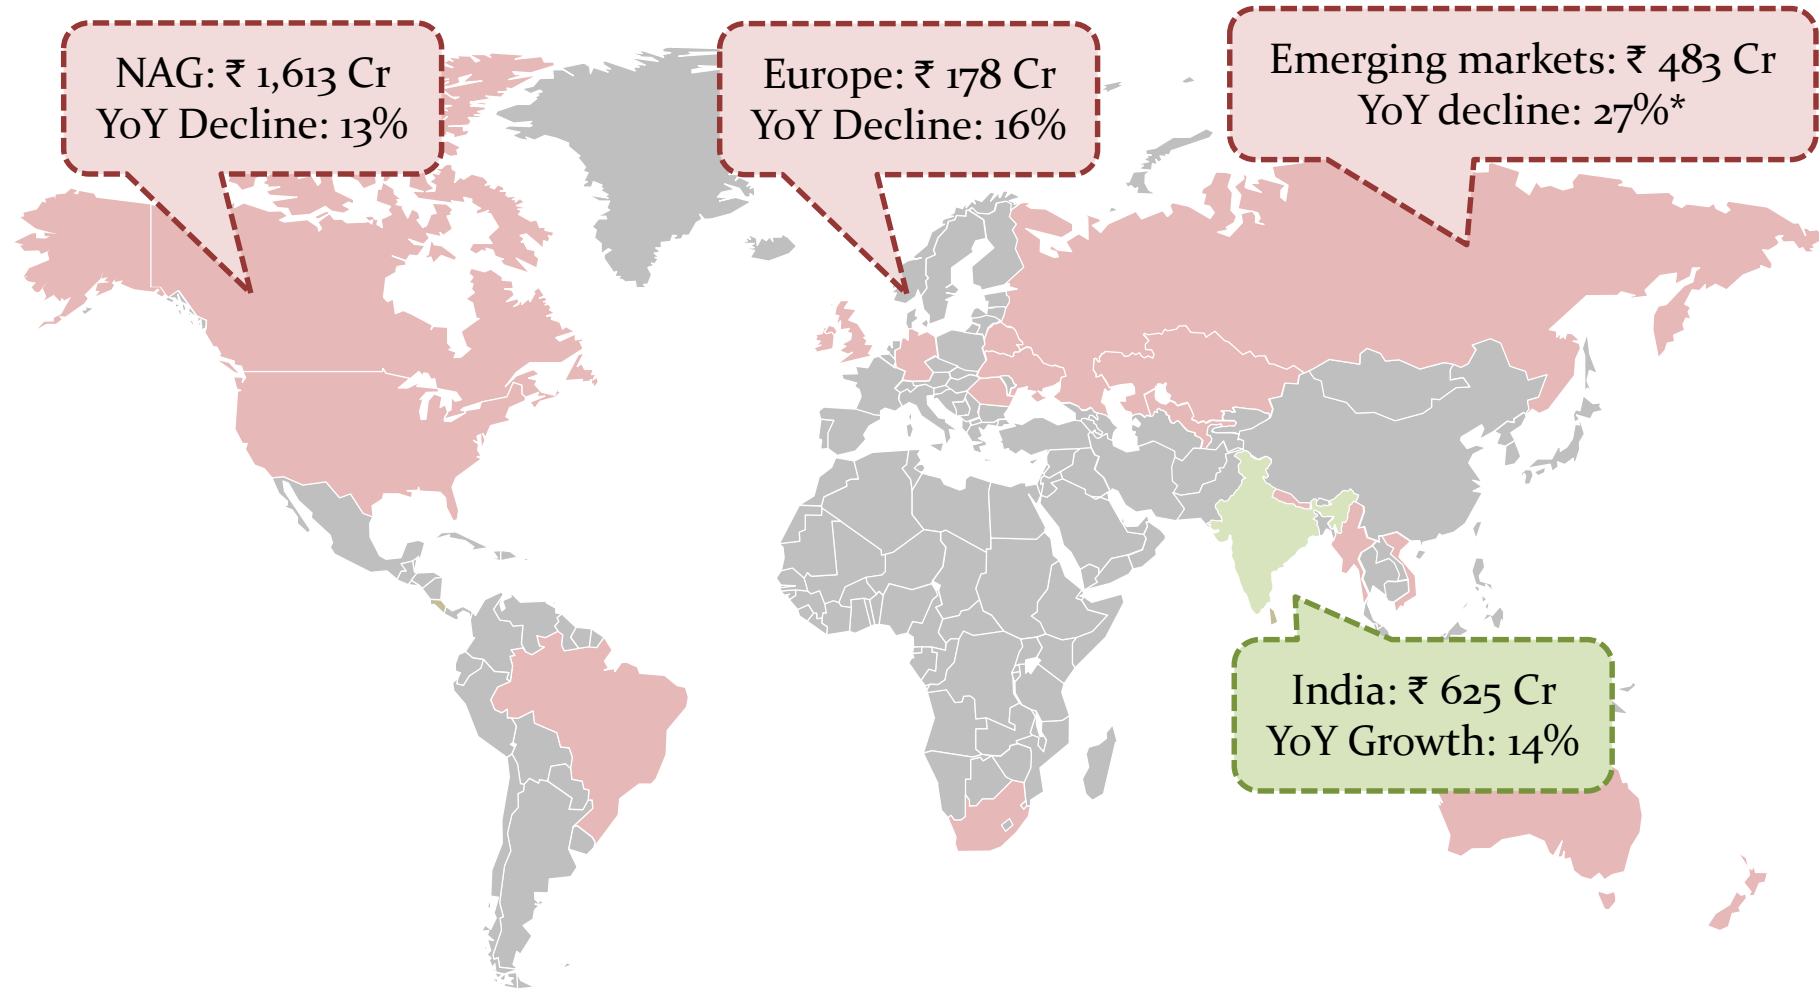 NAG: ₹ 1,613 Cr
YoY Decline: 13%
Europe: ₹ 178 Cr
YoY Decline: 16%
Emerging markets: ₹ 483 Cr
YoY decline: 27%*
India: ₹ 625 Cr
YoY Growth: 14%